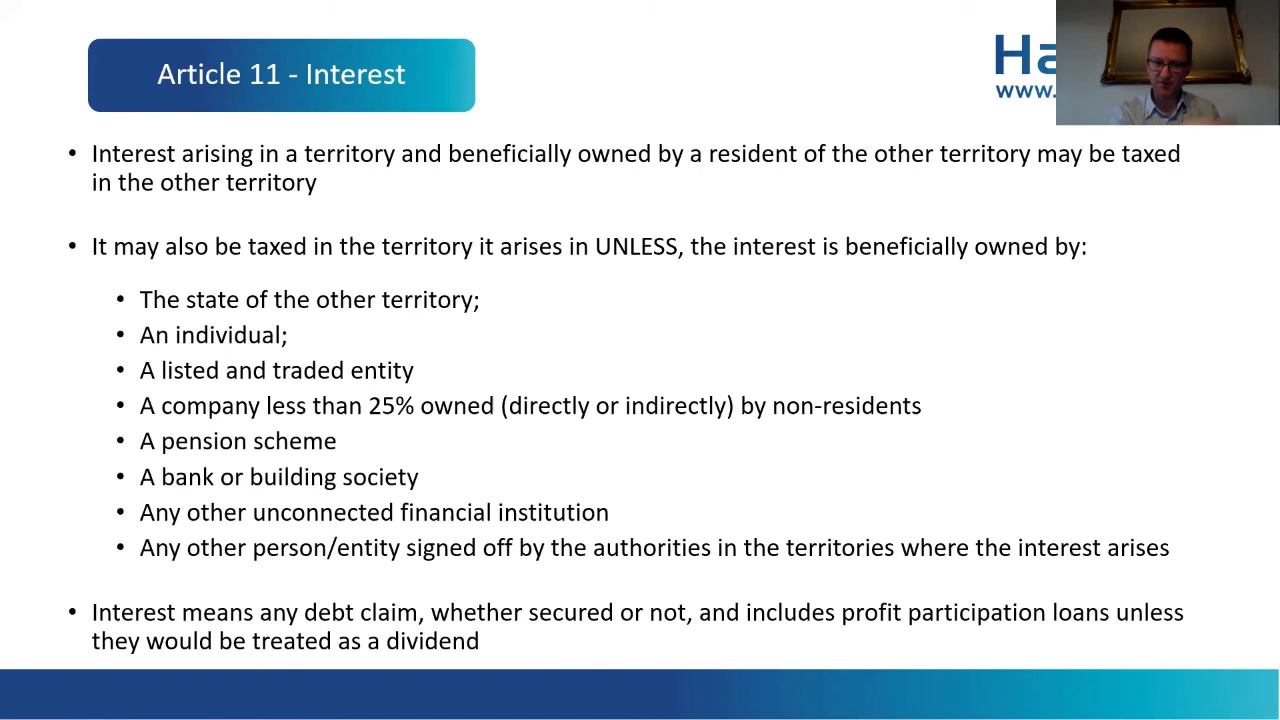 Article 11 - Interest
Ha
www.
• Interest arising in a territory and beneficially owned by a resident of the other territory may be taxed
in the other territory
• It may also be taxed in the territory it arises in UNLESS, the interest is beneficially owned by:
• The state of the other territory;
• An individual;
• A listed and traded entity
• A company less than 25% owned (directly or indirectly) by non-residents
• A pension scheme
• A bank or building society
• Any other unconnected financial institution
• Any other person/entity signed off by the authorities in the territories where the interest arises
• Interest means any debt claim, whether secured or not, and includes profit participation loans unless
they would be treated as a dividend